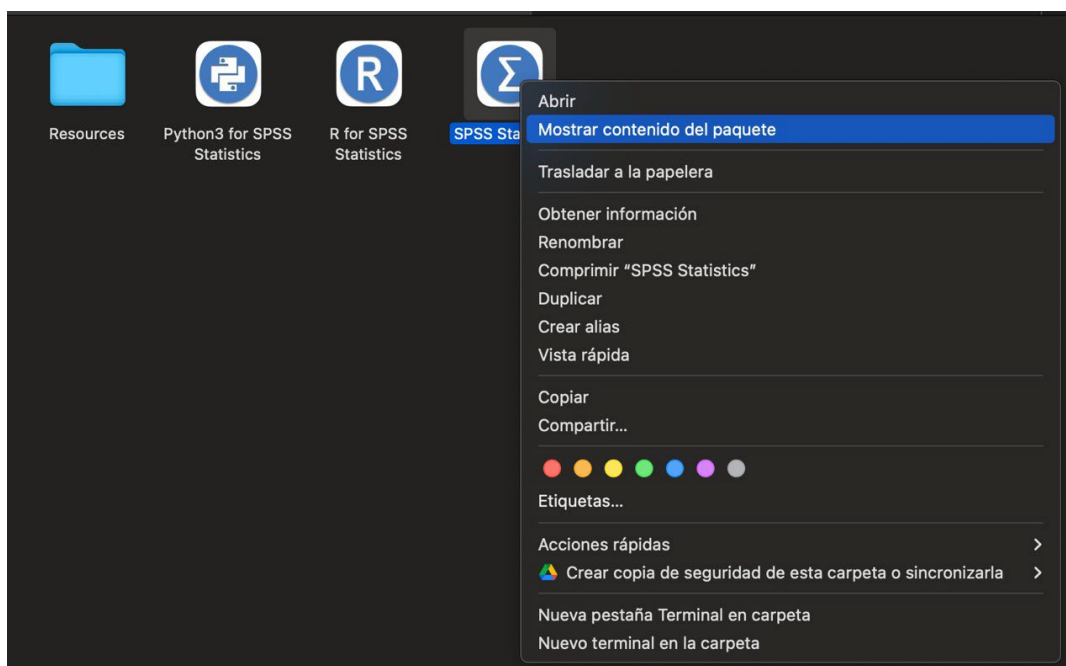 Resources
Python3 for SPSS
Statistics
R for SPSS
Statistics
SPSS Sta
Abrir
Mostrar contenido del paquete
Trasladar a la papelera
Obtener información
Renombrar
Comprimir “SPSS Statistics”
Duplicar
Crear alias
Vista rápida
Copiar
Compartir...
Etiquetas...
Acciones rápidas
Crear copia de seguridad de esta carpeta o sincronizarla
Nueva pestaña Terminal en carpeta
Nuevo terminal en la carpeta